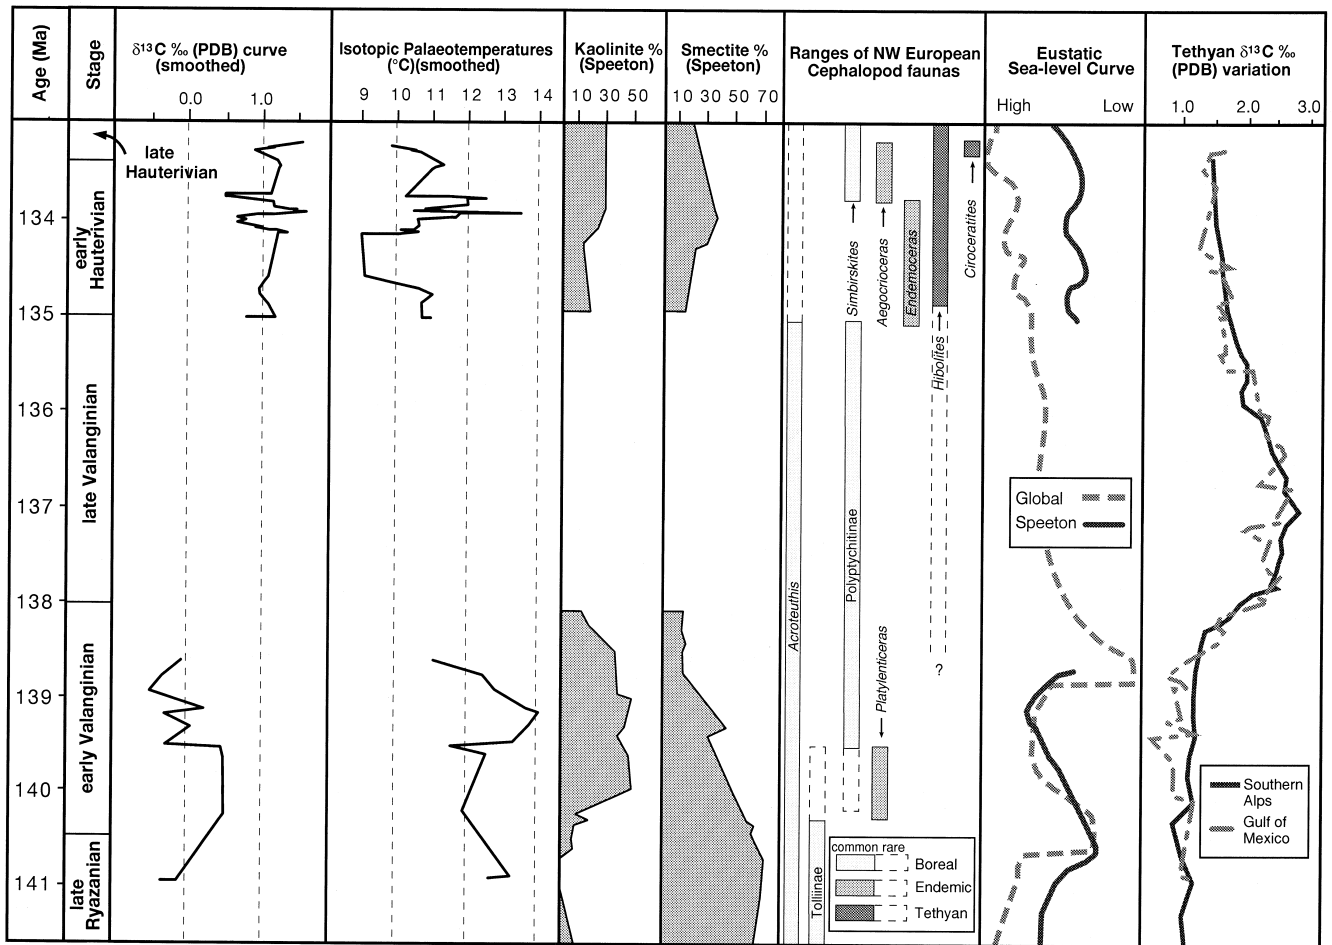 Age (Ma)
Stage
δ13C ‰ (PDB) curve
(smoothed)
0.0 1.0
Isotopic Palaeotemperatures
(°C)(smoothed)
9 10 11 12 13 14
Kaolinite %
(Speeton)
10 30 50
Smectite %
(Speeton)
10 30 50 70
Ranges of NW European
Cephalopod faunas
Eustatic
Sea-level Curve
High Low
Tethyan δ13C ‰
(PDB) variation
1.0 2.0 3.0
134
135
136
137
138
139
140
141
late
Hauterivian
early
Hauterivian
late Valanginian
early Valanginian
late
Ryazanian
Acroteuthis
Tolliinae
Simbirskites
Polyptychitinae
Aegocrioceras
Platylenticeras
Endemoceras
Hibolites
?
Ciroceratites
common rare
Boreal
Endemic
Tethyan
Global
Speeton
Southern
Alps
Gulf of
Mexico